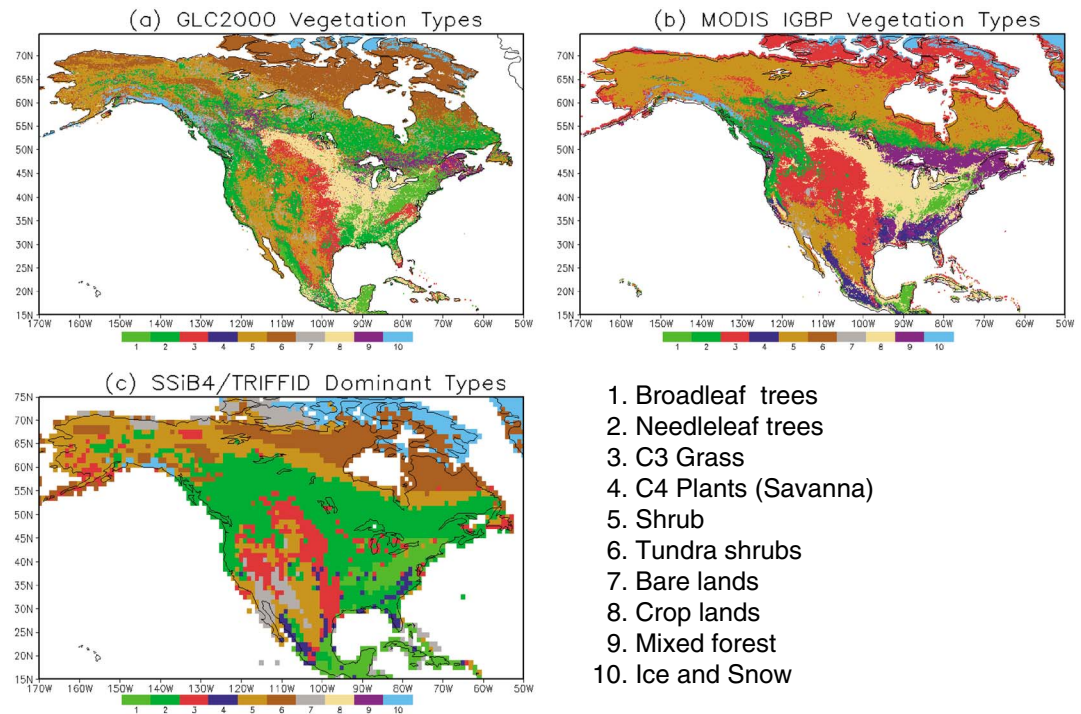 (a) GLC2000 Vegetation Types
70N
65N
60N
55N
50N
45N
40N
35N
30N
25N
20N
15N
170W 160W 150W 140W 130W 120W 110W 100W 90W 80W 70W 60W 50W
1 2 3 4 5 6 7 8 9 10
(b) MODIS IGBP Vegetation Types
70N
65N
60N
55N
50N
45N
40N
35N
30N
25N
20N
15N
170W 160W 150W 140W 130W 120W 110W 100W 90W 80W 70W 60W 50W
1 2 3 4 5 6 7 8 9 10
(c) SSiB4/TRIFFID Dominant Types
75N
70N
65N
60N
55N
50N
45N
40N
35N
30N
25N
20N
15N
170W 160W 150W 140W 130W 120W 110W 100W 90W 80W 70W 60W 50W
1 2 3 4 5 6 7 8 9 10
1. Broadleaf trees
2. Needleleaf trees
3. C3 Grass
4. C4 Plants (Savanna)
5. Shrub
6. Tundra shrubs
7. Bare lands
8. Crop lands
9. Mixed forest
10. Ice and Snow